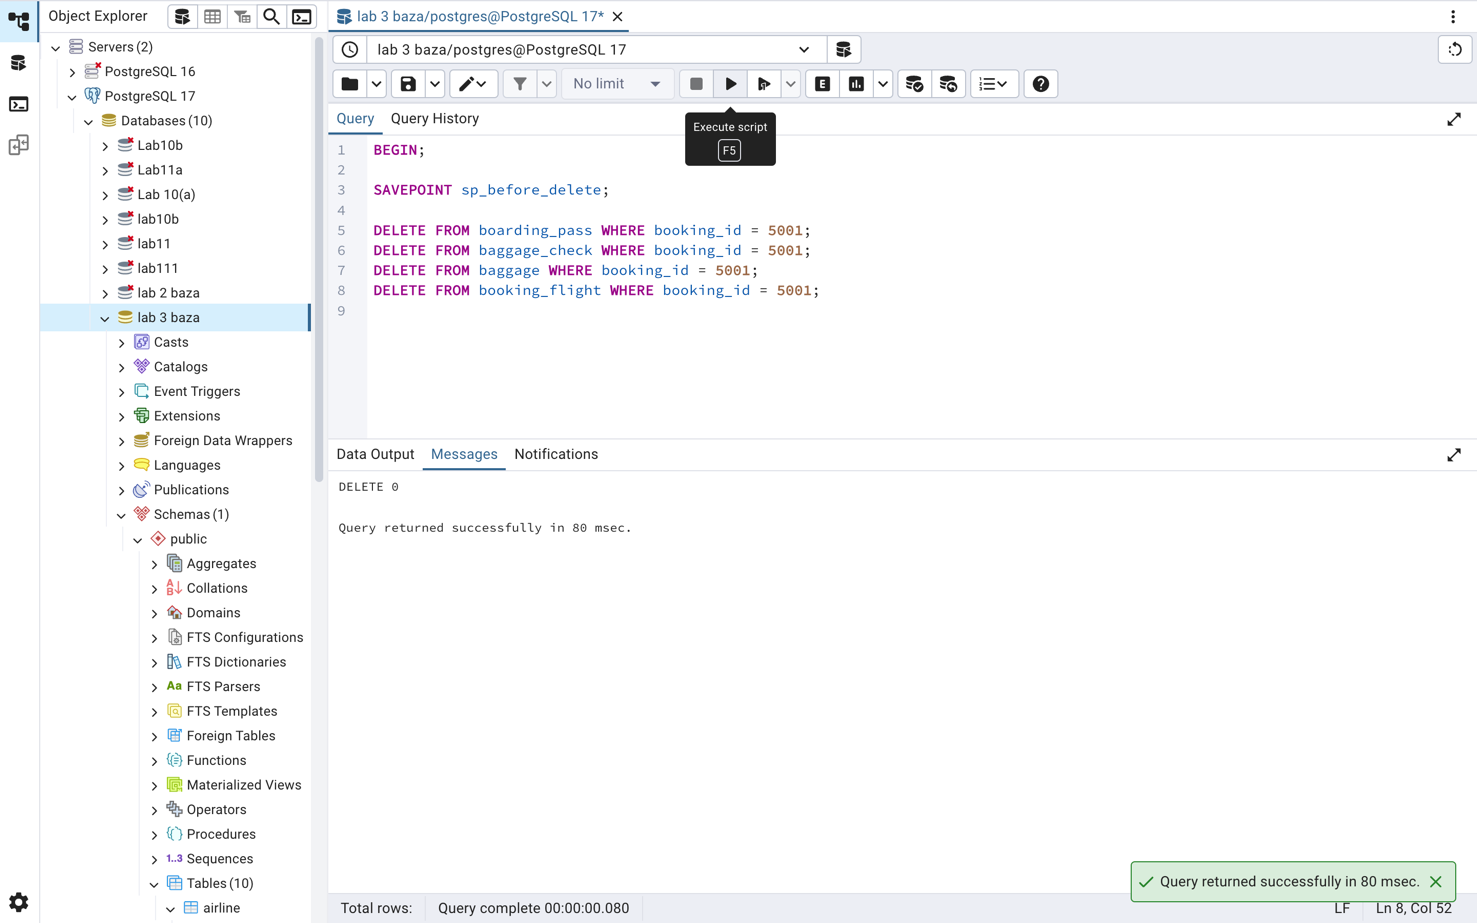 Object Explorer
lab 3 baza/postgres@PostgreSQL 17*
Servers (2)
PostgreSQL 16
PostgreSQL 17
Databases (10)
Lab10b
Lab11a
Lab 10(a)
lab10b
lab11
lab111
lab 2 baza
lab 3 baza
Casts
Catalogs
Event Triggers
Extensions
Foreign Data Wrappers
Languages
Publications
Schemas (1)
public
Aggregates
Collations
Domains
FTS Configurations
FTS Dictionaries
Aa FTS Parsers
FTS Templates
Foreign Tables
Functions
Materialized Views
Operators
Procedures
1..3 Sequences
Tables (10)
airline
lab 3 baza/postgres@PostgreSQL 17
No limit
E
Query Query History
Execute script
F5
1 BEGIN;
2
3 SAVEPOINT sp_before_delete;
4
5 DELETE FROM boarding_pass WHERE booking_id = 5001;
6 DELETE FROM baggage_check WHERE booking_id = 5001;
7 DELETE FROM baggage WHERE booking_id = 5001;
8 DELETE FROM booking_flight WHERE booking_id = 5001;
9
Data Output Messages Notifications
DELETE 0
Query returned successfully in 80 msec.
Query returned successfully in 80 msec.
Total rows: Query complete 00:00:00.080 LF Ln 8, Col 52